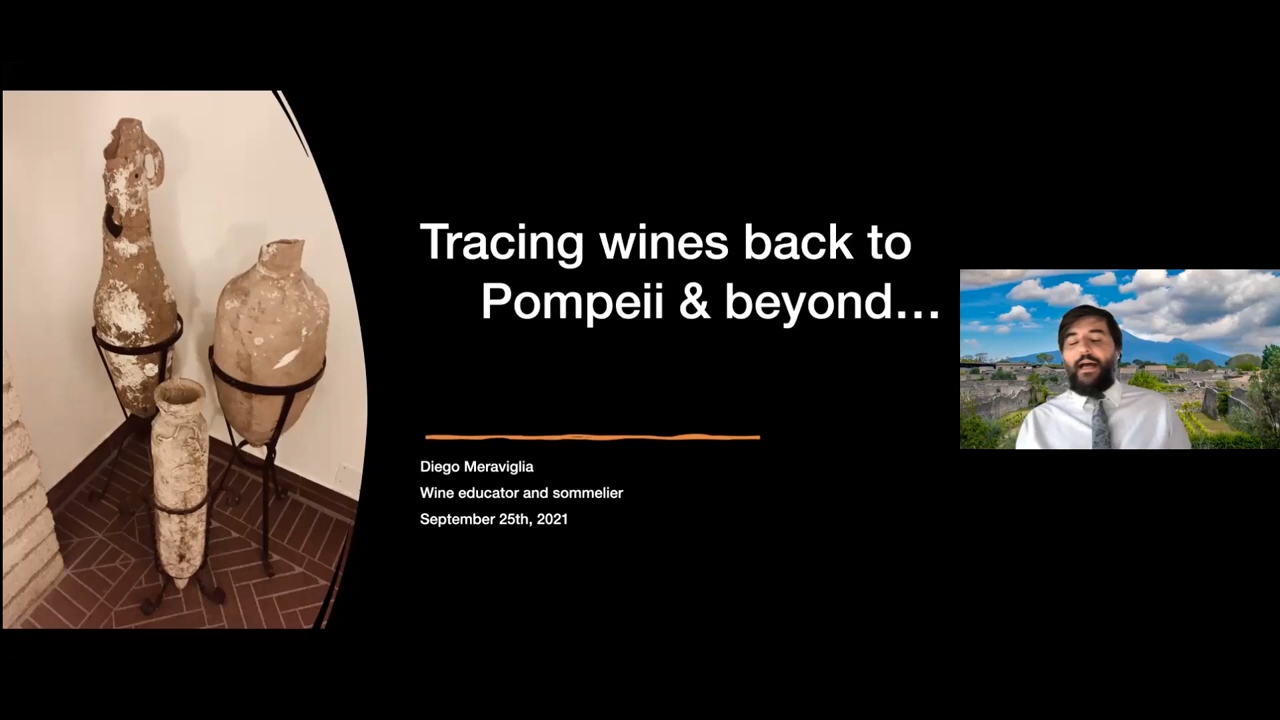 Tracing wines back to
Pompeii & beyond...
Diego Meraviglia
Wine educator and sommelier
September 25th, 2021